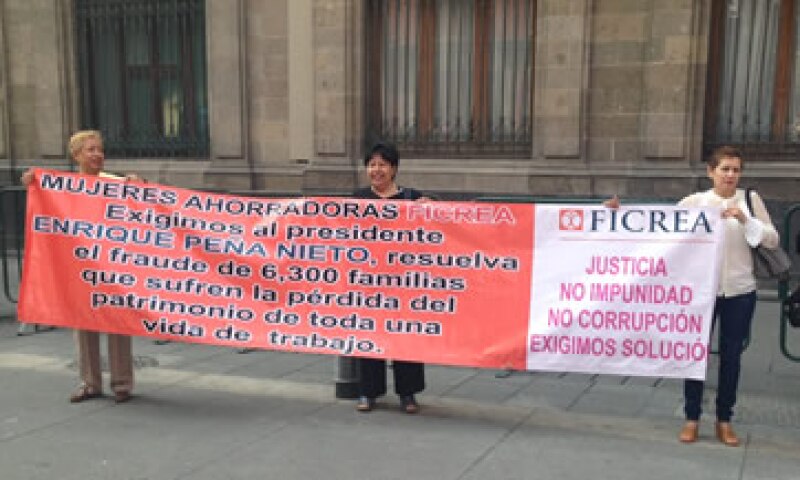 MUJERES AHORRADORAS FICREA
Exigimos al presidente
ENRIQUE PEÑA NIETO, resuelva
el fraude de 6,300 familias
que sufren la pérdida del
patrimonio de toda una
vida de trabajo.
FICREA
JUSTICIA
NO IMPUNIDAD
NO CORRUPCIÓN
EXIGIMOS SOLUCIÓ